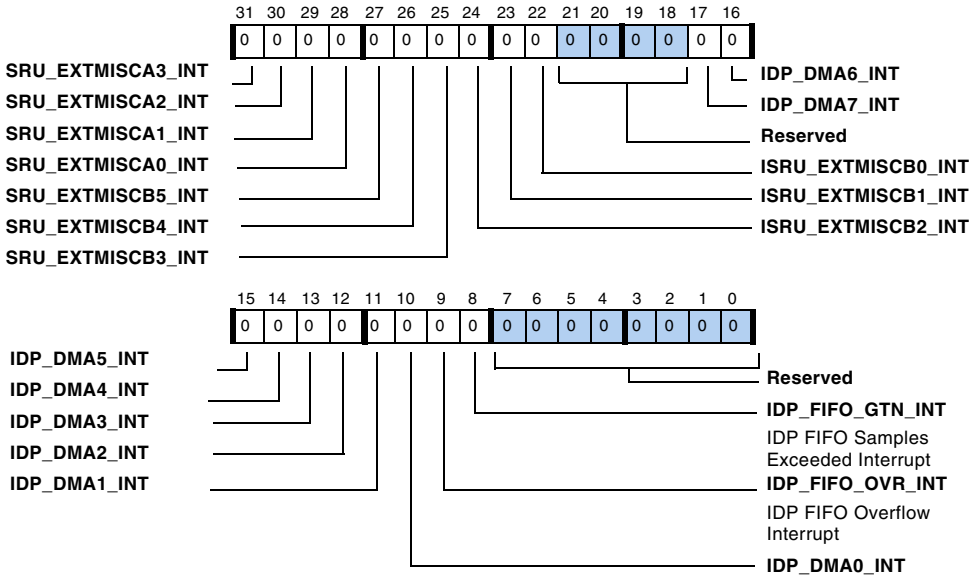 31 30 29 28 27 26 25 24 23 22 21 20 19 18 17 16
0 0 0 0 0 0 0 0 0 0 0 0 0 0 0 0
SRU_EXTMISCA3_INT
SRU_EXTMISCA2_INT
SRU_EXTMISCA1_INT
SRU_EXTMISCA0_INT
SRU_EXTMISCB5_INT
SRU_EXTMISCB4_INT
SRU_EXTMISCB3_INT
IDP_DMA6_INT
IDP_DMA7_INT
Reserved
ISRU_EXTMISCB0_INT
ISRU_EXTMISCB1_INT
ISRU_EXTMISCB2_INT
15 14 13 12 11 10 9 8 7 6 5 4 3 2 1 0
0 0 0 0 0 0 0 0 0 0 0 0 0 0 0 0
IDP_DMA5_INT
IDP_DMA4_INT
IDP_DMA3_INT
IDP_DMA2_INT
IDP_DMA1_INT
Reserved
IDP_FIFO_GTN_INT
IDP FIFO Samples
Exceeded Interrupt
IDP_FIFO_OVR_INT
IDP FIFO Overflow
Interrupt
IDP_DMA0_INT